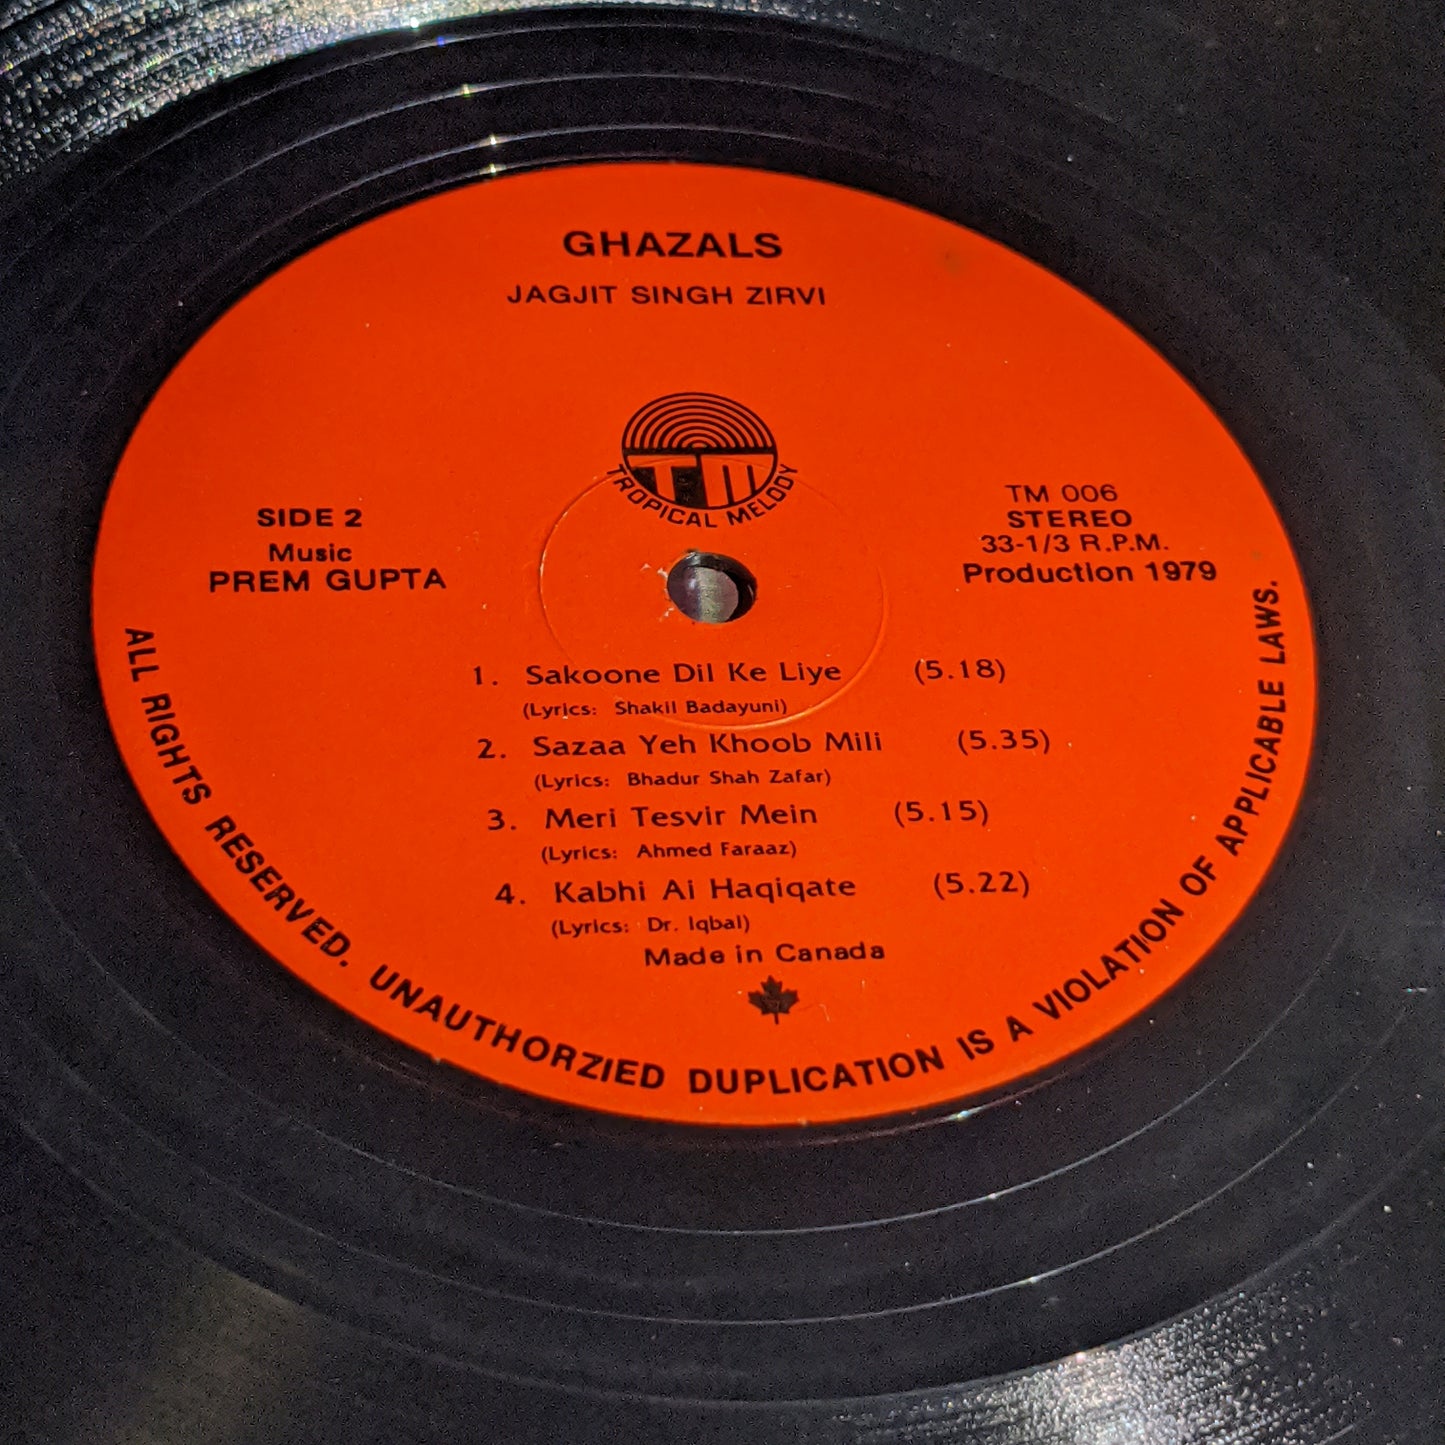 GHAZALS
JAGJIT SINGH ZIRVI
TM
TROPICAL MELODY
SIDE 2
Music
PREM GUPTA
TM 006
STEREO
33-1/3 R.P.M.
Production 1979
1. Sakoone Dil Ke Liye (5.18)
(Lyrics: Shakil Badayuni)
2. Sazaa Yeh Khoob Mili (5.35)
(Lyrics: Bhadur Shah Zafar)
3. Meri Tesvir Mein (5.15)
(Lyrics: Ahmed Faraaz)
4. Kabhi Ai Haqiqate (5.22)
(Lyrics: Dr. Iqbal)
Made in Canada
ALL RIGHTS RESERVED. UNAUTHORZIED DUPLICATION IS A VIOLATION OF APPLICABLE LAWS.